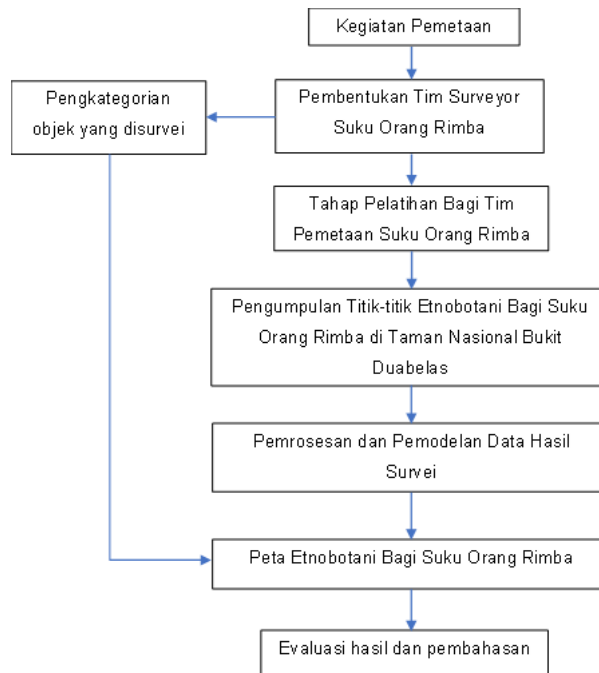 Kegiatan Pemetaan
Pengkategorian
objek yang disurvei
Pembentukan Tim Surveyor
Suku Orang Rimba
Tahap Pelatihan Bagi Tim
Pemetaan Suku Orang Rimba
Pengumpulan Titik-titik Etnobotani Bagi Suku
Orang Rimba di Taman Nasional Bukit
Duabelas
Pemrosesan dan Pemodelan Data Hasil
Survei
Peta Etnobotani Bagi Suku Orang Rimba
Evaluasi hasil dan pembahasan